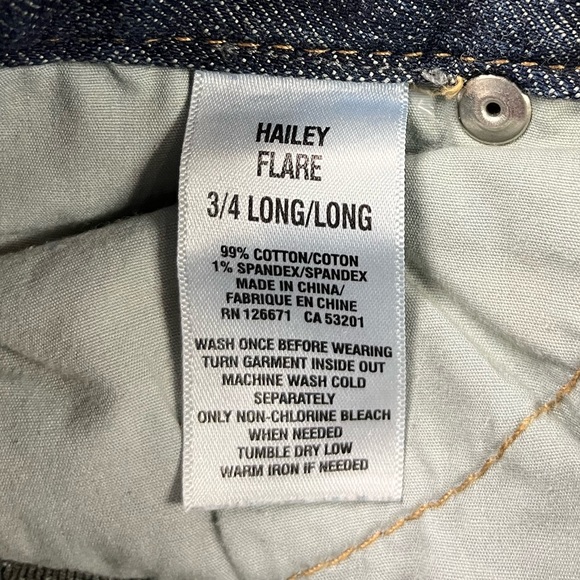 HAILEY
FLARE
3/4 LONG/LONG
99% COTTON/COTON
1% SPANDEX/SPANDEX
MADE IN CHINA/
FABRIQUE EN CHINE
RN 126671 CA 53201
WASH ONCE BEFORE WEARING
TURN GARMENT INSIDE OUT
MACHINE WASH COLD
SEPARATELY
ONLY NON-CHLORINE BLEACH
WHEN NEEDED
TUMBLE DRY LOW
WARM IRON IF NEEDED